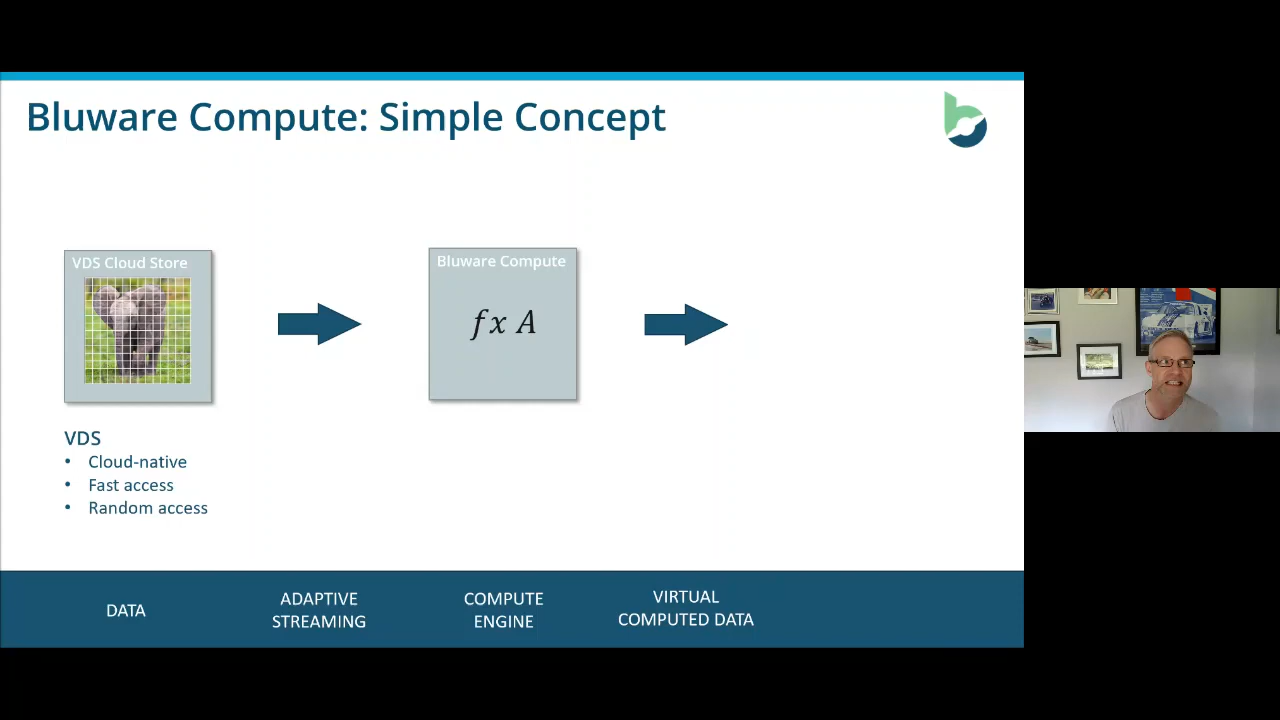 Bluware Compute: Simple Concept
VDS Cloud Store
Bluware Compute
fx A
VDS
• Cloud-native
• Fast access
• Random access
DATA
ADAPTIVE
STREAMING
COMPUTE
ENGINE
VIRTUAL
COMPUTED DATA